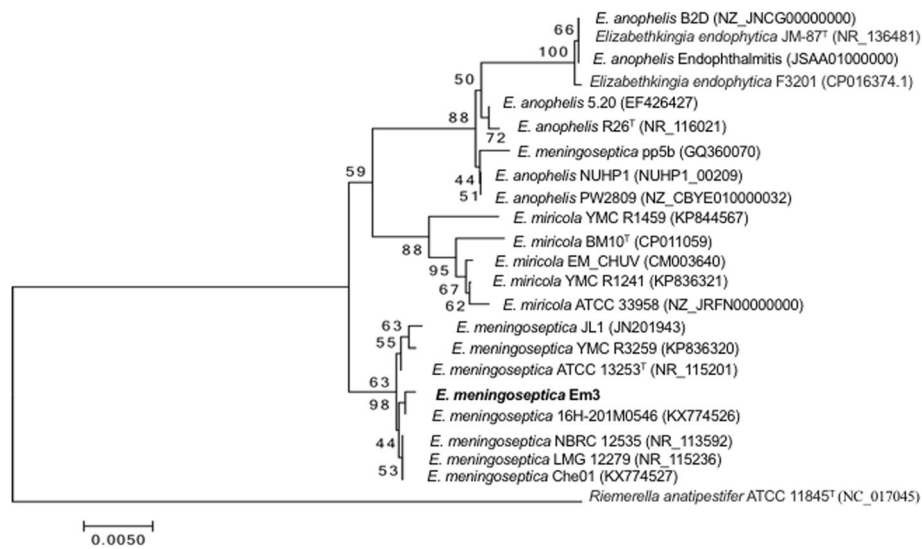 66
E. anophelis B2D (NZ_JNCG00000000)
Elizabethkingia endophytica JM-87ᵀ (NR_136481)
100
E. anophelis Endophthalmitis (JSAA01000000)
Elizabethkingia endophytica F3201 (CP016374.1)
50
E. anophelis 5.20 (EF426427)
88
E. anophelis R26ᵀ (NR_116021)
72
E. meningoseptica pp5b (GQ360070)
59
44
E. anophelis NUHP1 (NUHP1_00209)
51
E. anophelis PW2809 (NZ_CBYE010000032)
E. miricola YMC R1459 (KP844567)
88
E. miricola BM10ᵀ (CP011059)
95
E. miricola EM_CHUV (CM003640)
67
E. miricola YMC R1241 (KP836321)
62
E. miricola ATCC 33958 (NZ_JRFN00000000)
63
E. meningoseptica JL1 (JN201943)
55
E. meningoseptica YMC R3259 (KP836320)
E. meningoseptica ATCC 13253ᵀ (NR_115201)
63
E. meningoseptica Em3
98
E. meningoseptica 16H-201M0546 (KX774526)
44
E. meningoseptica NBRC 12535 (NR_113592)
E. meningoseptica LMG 12279 (NR_115236)
53
E. meningoseptica Che01 (KX774527)
Riemerella anatipestifer ATCC 11845ᵀ (NC_017045)
0.0050